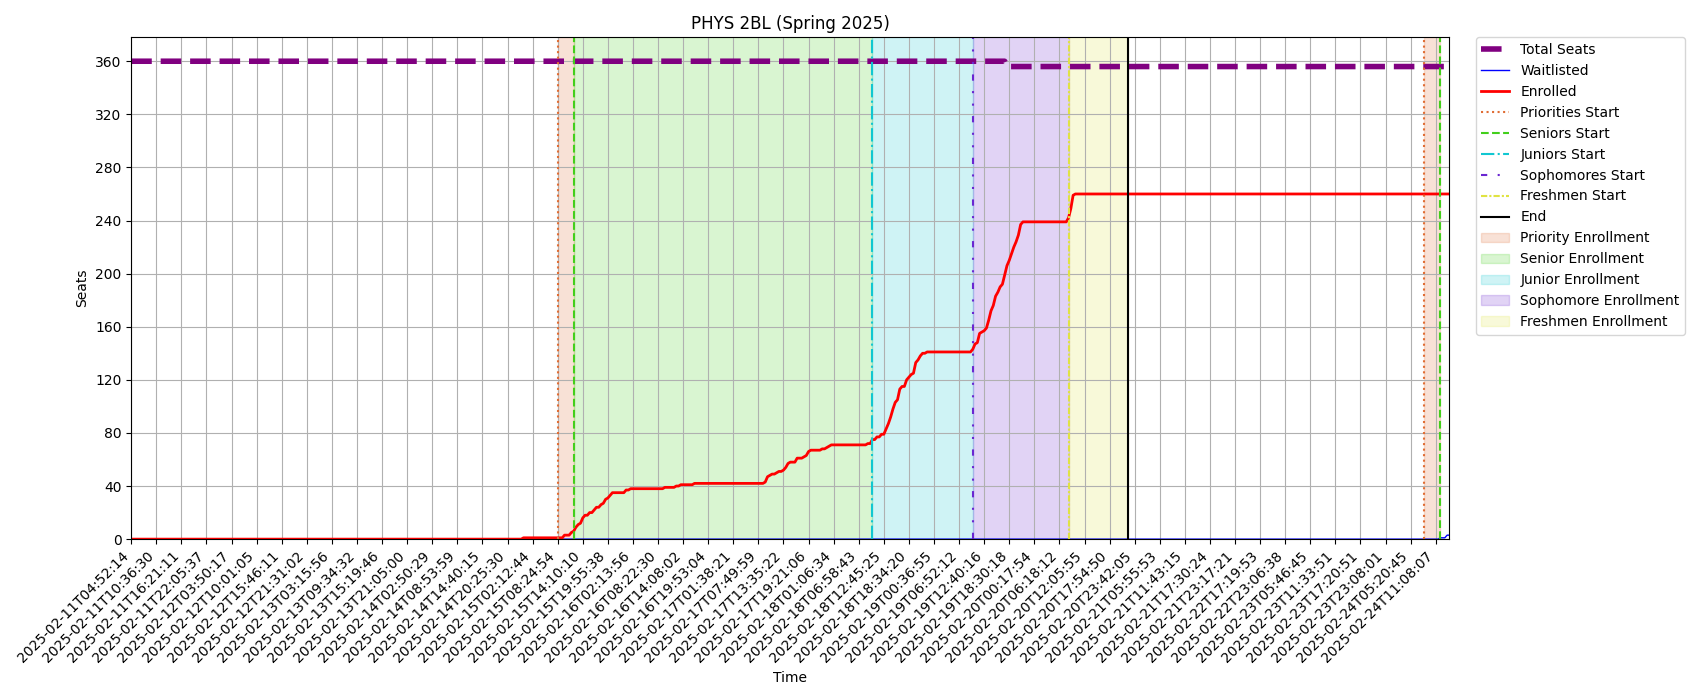 PHYS 2BL (Spring 2025)
Seats
360
320
280
240
200
160
120
80
40
0
Total Seats
Waitlisted
Enrolled
Priorities Start
Seniors Start
Juniors Start
Sophomores Start
Freshmen Start
End
Priority Enrollment
Senior Enrollment
Junior Enrollment
Sophomore Enrollment
Freshmen Enrollment
2025-02-11T04:52:14
2025-02-11T10:36:30
2025-02-11T16:21:11
2025-02-11T22:05:37
2025-02-12T03:50:17
2025-02-12T10:01:05
2025-02-12T15:46:11
2025-02-12T21:31:02
2025-02-13T03:15:56
2025-02-13T09:34:32
2025-02-13T15:19:46
2025-02-13T21:05:00
2025-02-14T02:50:29
2025-02-14T08:53:59
2025-02-14T14:40:15
2025-02-14T20:25:30
2025-02-15T02:12:44
2025-02-15T08:24:54
2025-02-15T14:10:10
2025-02-15T19:55:38
2025-02-16T02:13:56
2025-02-16T08:22:30
2025-02-16T14:08:02
2025-02-16T19:53:04
2025-02-17T01:38:21
2025-02-17T07:49:59
2025-02-17T13:35:22
2025-02-17T19:21:06
2025-02-18T01:06:34
2025-02-18T06:58:43
2025-02-18T12:45:25
2025-02-18T18:34:20
2025-02-19T00:36:55
2025-02-19T06:52:12
2025-02-19T12:40:16
2025-02-19T18:30:18
2025-02-20T00:17:54
2025-02-20T06:18:12
2025-02-20T12:05:55
2025-02-20T17:54:50
2025-02-20T23:42:05
2025-02-21T05:55:53
2025-02-21T11:43:15
2025-02-21T17:30:24
2025-02-21T23:17:21
2025-02-22T17:19:53
2025-02-22T23:06:38
2025-02-23T05:46:45
2025-02-23T11:33:51
2025-02-23T17:20:51
2025-02-23T23:08:01
2025-02-24T05:20:45
2025-02-24T11:08:07
Time